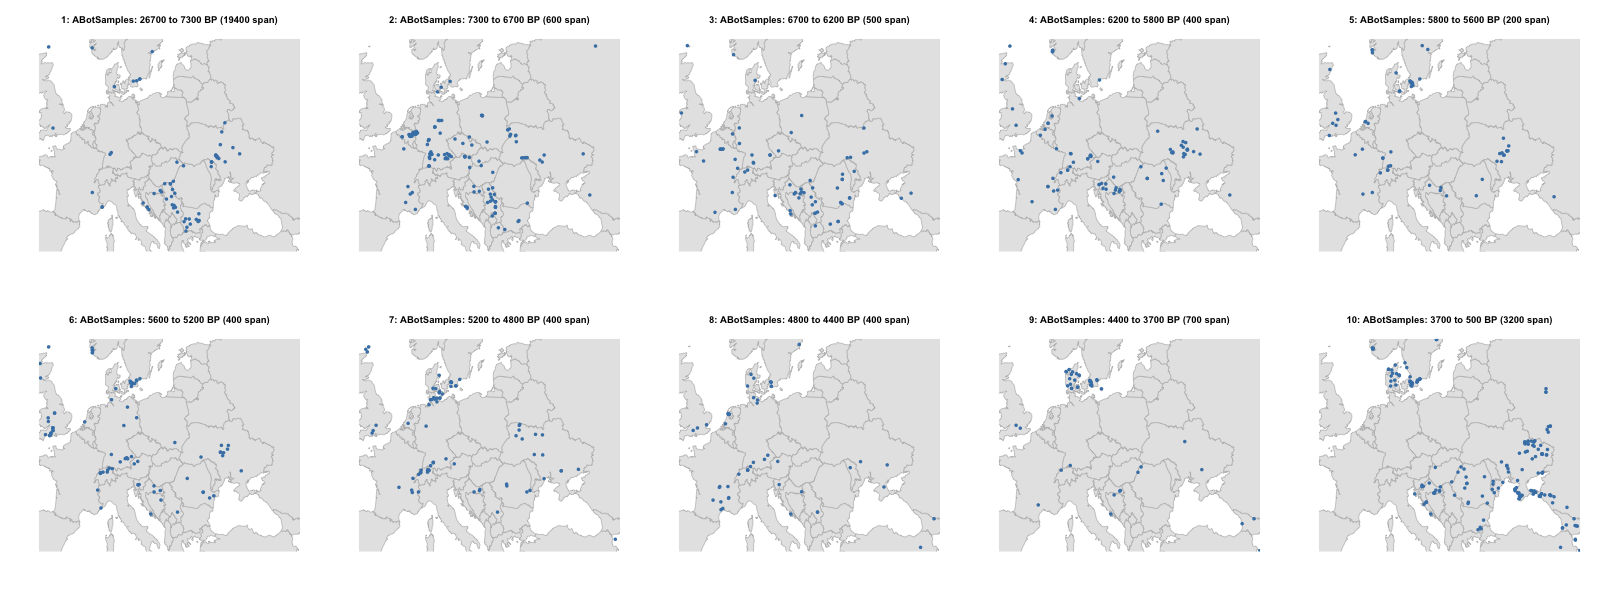 1: ABotSamples: 26700 to 7300 BP (19400 span)
2: ABotSamples: 7300 to 6700 BP (600 span)
3: ABotSamples: 6700 to 6200 BP (500 span)
4: ABotSamples: 6200 to 5800 BP (400 span)
5: ABotSamples: 5800 to 5600 BP (200 span)
6: ABotSamples: 5600 to 5200 BP (400 span)
7: ABotSamples: 5200 to 4800 BP (400 span)
8: ABotSamples: 4800 to 4400 BP (400 span)
9: ABotSamples: 4400 to 3700 BP (700 span)
10: ABotSamples: 3700 to 500 BP (3200 span)